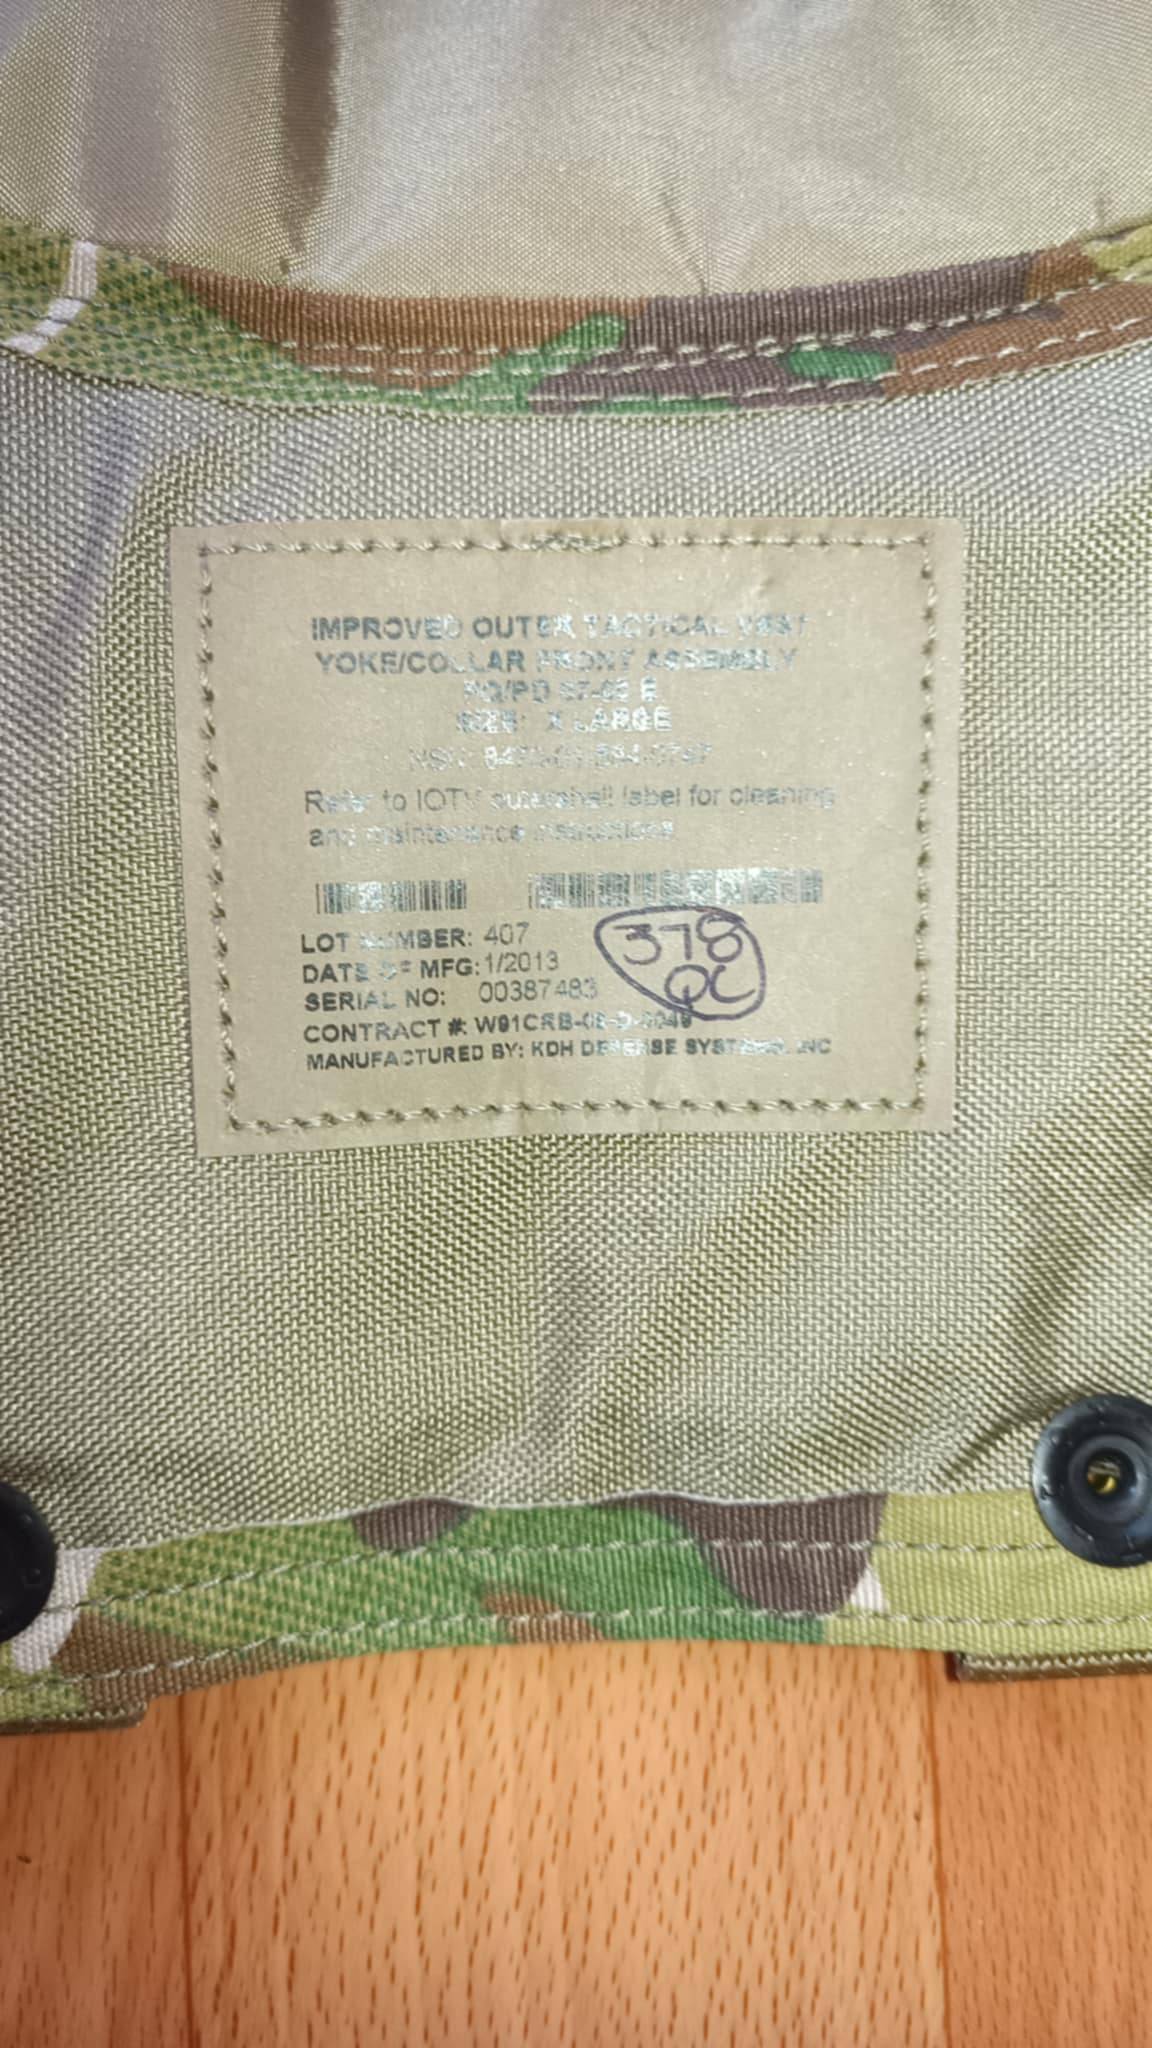 IMPROVED OUTER TACTICAL VEST
YOKE/COLLAR FRONT ASSEMBLY
SIZE: X LARGE
Refer to IOTV outershell label for cleaning
and maintenance instructions
LOT NUMBER: 407
DATE OF MFG: 1/2013
SERIAL NO: 00387483
378
QC
CONTRACT #:
MANUFACTURED BY: KDH DEFENSE SYSTEMS, INC